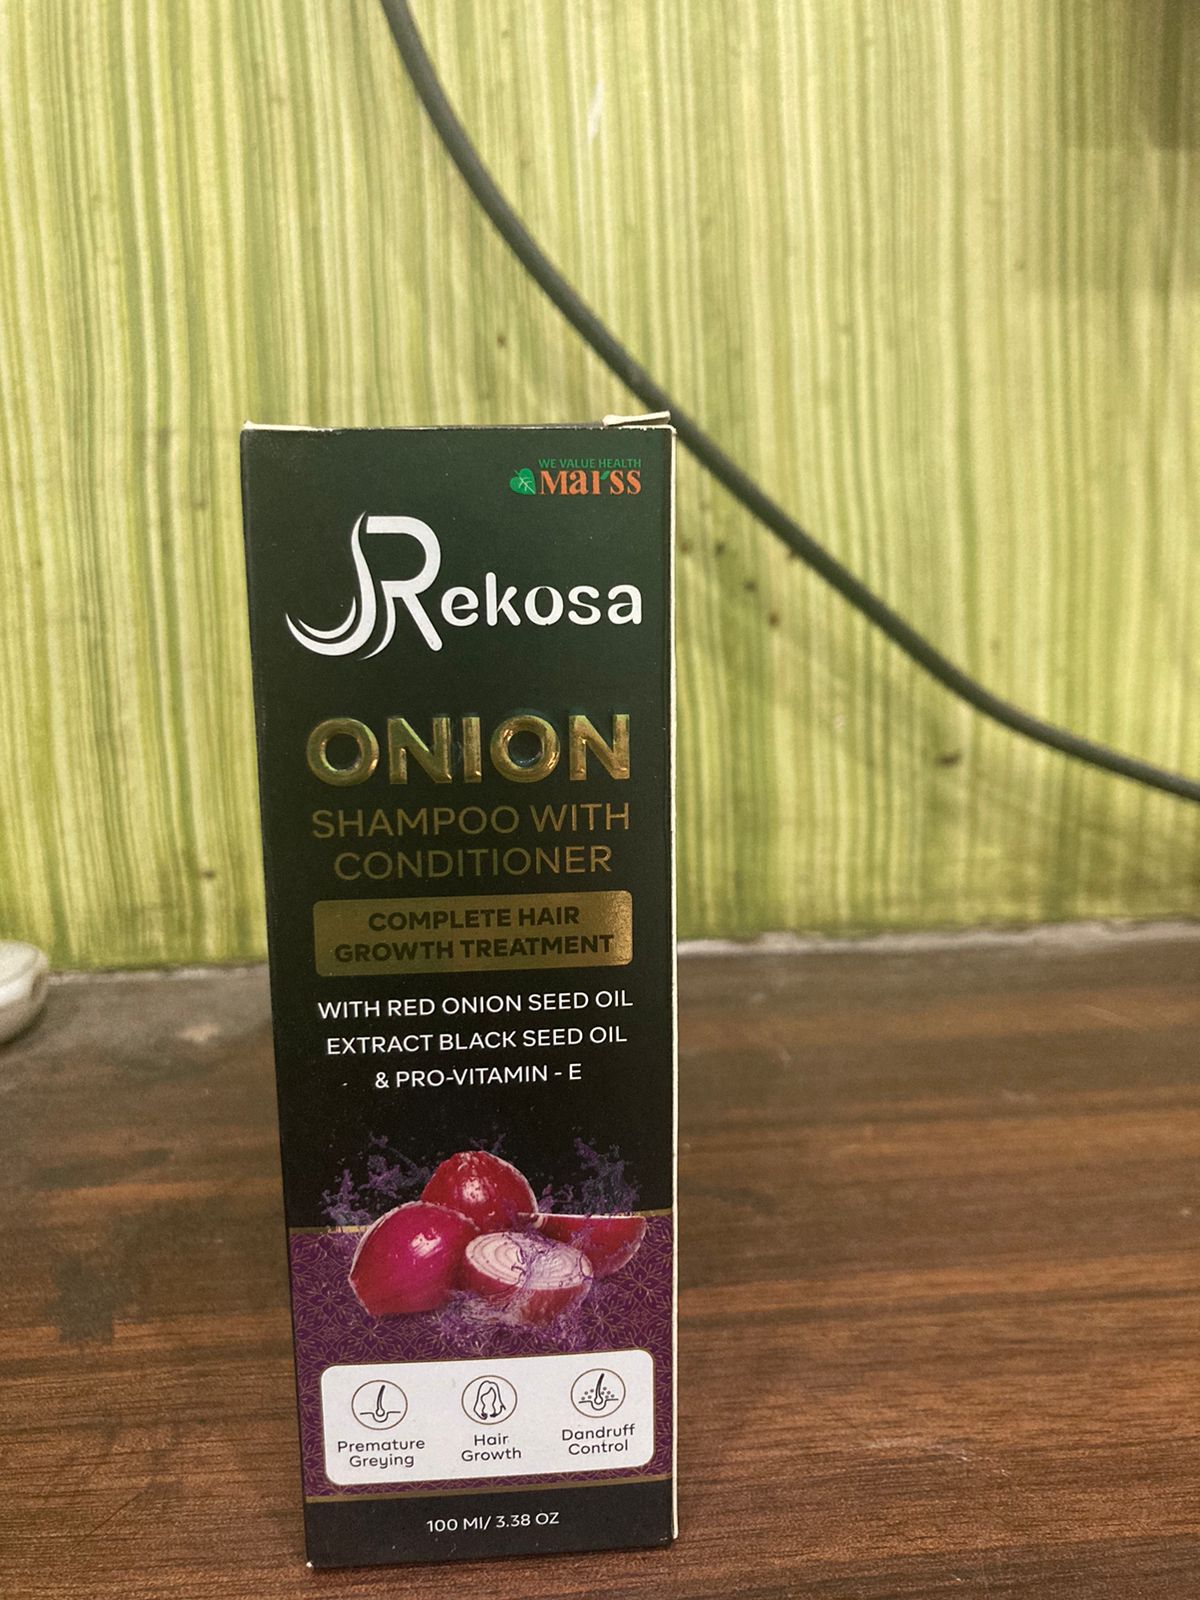 WE VALUE HEALTH
Marss
Rekosa
ONION
SHAMPOO WITH
CONDITIONER
COMPLETE HAIR
GROWTH TREATMENT
WITH RED ONION SEED OIL
EXTRACT BLACK SEED OIL
& PRO-VITAMIN - E
Premature
Greying
Hair
Growth
Dandruff
Control
100 Ml/ 3.38 OZ